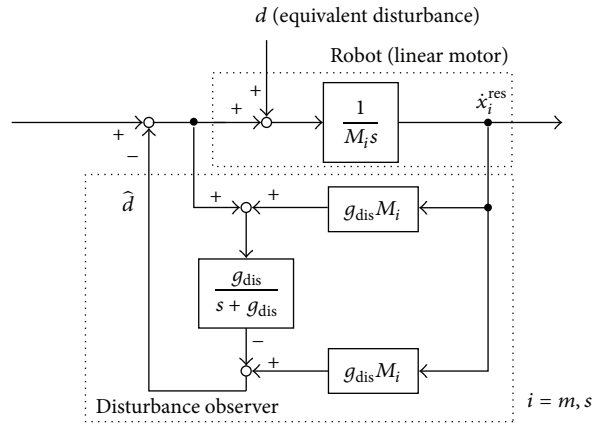 d (equivalent disturbance)
Robot (linear motor)
+
+
1
M_i s
ẋ_i^res
+
−
d̂
+
+
g_dis M_i
g_dis
s + g_dis
−
+
g_dis M_i
Disturbance observer
i = m, s